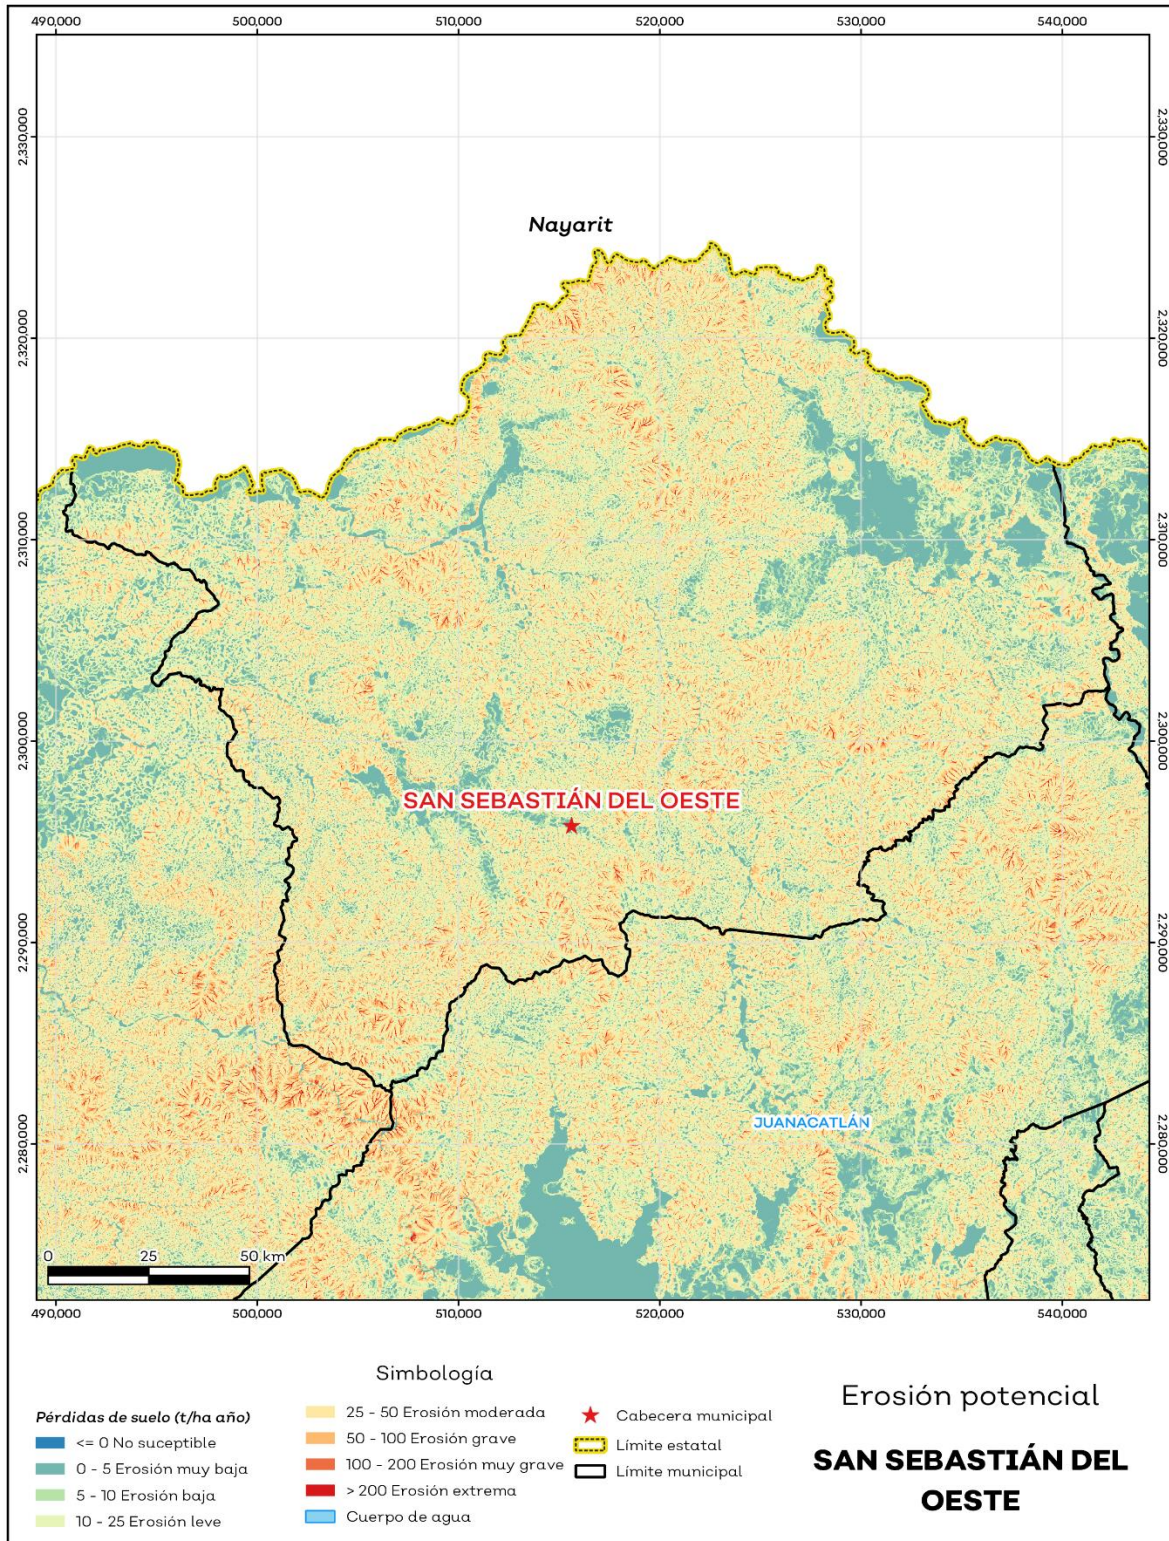 490,000 500,000 510,000 520,000 530,000 540,000
2,330,000 2,330,000
Nayarit
2,320,000 2,320,000
2,310,000 2,310,000
2,300,000 2,300,000
SAN SEBASTIÁN DEL OESTE
2,290,000 2,290,000
JUANACATLÁN
2,280,000 2,280,000
0 25 50 km
490,000 500,000 510,000 520,000 530,000 540,000
Simbología
Pérdidas de suelo (t/ha año)
<= 0 No suceptible
0 - 5 Erosión muy baja
5 - 10 Erosión baja
10 - 25 Erosión leve
25 - 50 Erosión moderada
50 - 100 Erosión grave
100 - 200 Erosión muy grave
> 200 Erosión extrema
Cuerpo de agua
Cabecera municipal
Límite estatal
Límite municipal
Erosión potencial
SAN SEBASTIÁN DEL
OESTE